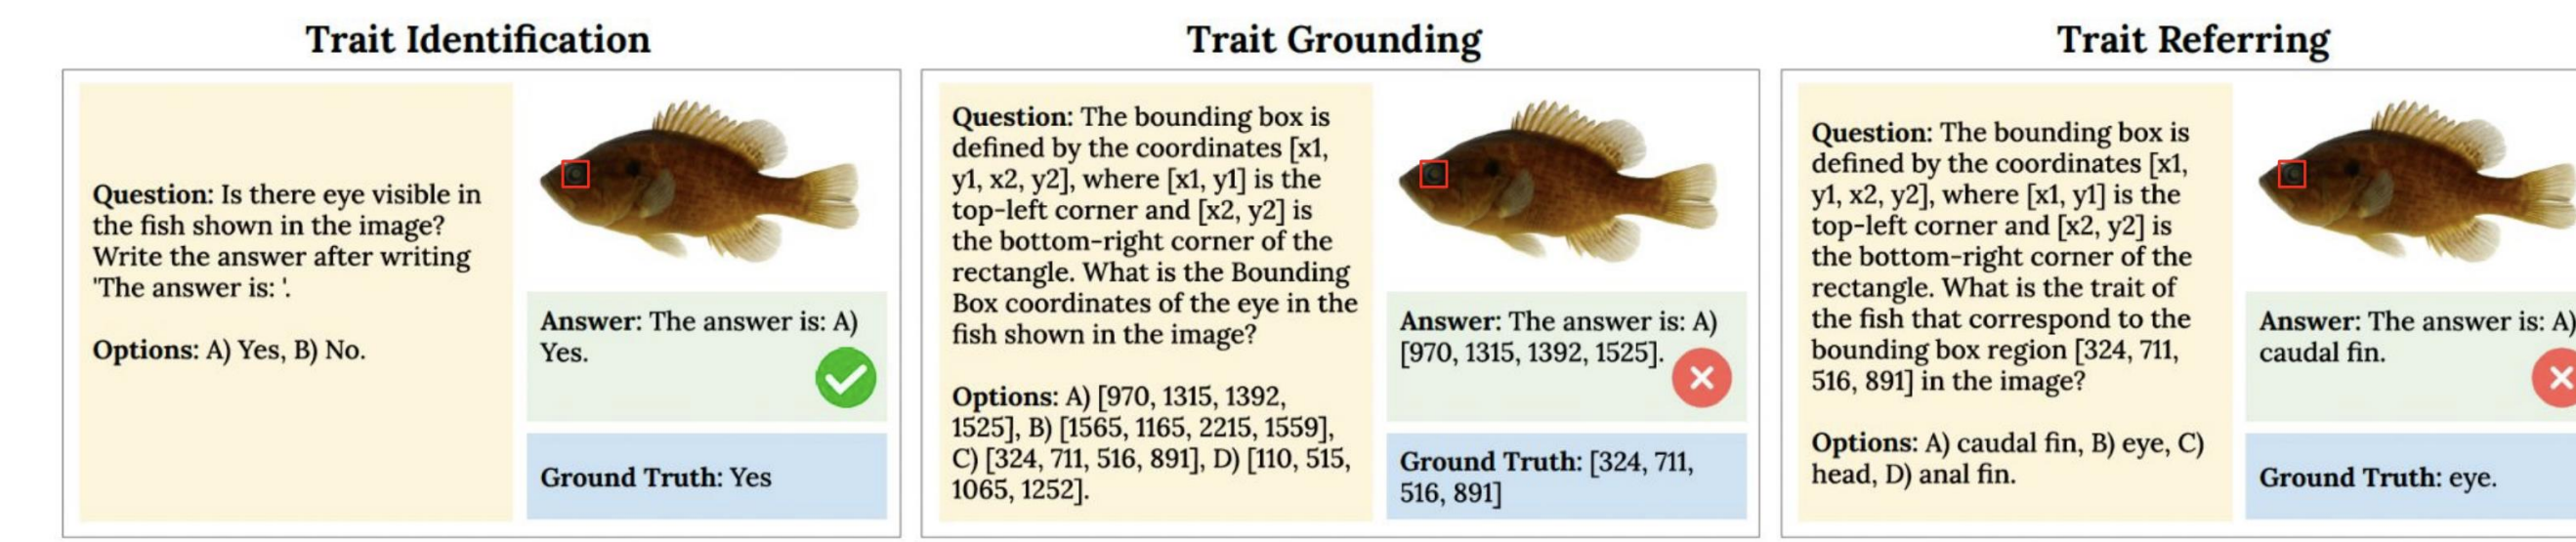 Trait Identification
Question: Is there eye visible in
the fish shown in the image?
Write the answer after writing
'The answer is: '.
Options: A) Yes, B) No.
Answer: The answer is: A)
Yes.
Ground Truth: Yes
Trait Grounding
Question: The bounding box is
defined by the coordinates [x1,
y1, x2, y2], where [x1, y1] is the
top-left corner and [x2, y2] is
the bottom-right corner of the
rectangle. What is the Bounding
Box coordinates of the eye in the
fish shown in the image?
Options: A) [970, 1315, 1392,
1525], B) [1565, 1165, 2215, 1559],
C) [324, 711, 516, 891], D) [110, 515,
1065, 1252].
Answer: The answer is: A)
[970, 1315, 1392, 1525].
Ground Truth: [324, 711,
516, 891]
Trait Referring
Question: The bounding box is
defined by the coordinates [x1,
y1, x2, y2], where [x1, y1] is the
top-left corner and [x2, y2] is
the bottom-right corner of the
rectangle. What is the trait of
the fish that correspond to the
bounding box region [324, 711,
516, 891] in the image?
Options: A) caudal fin, B) eye, C)
head, D) anal fin.
Answer: The answer is: A)
caudal fin.
Ground Truth: eye.